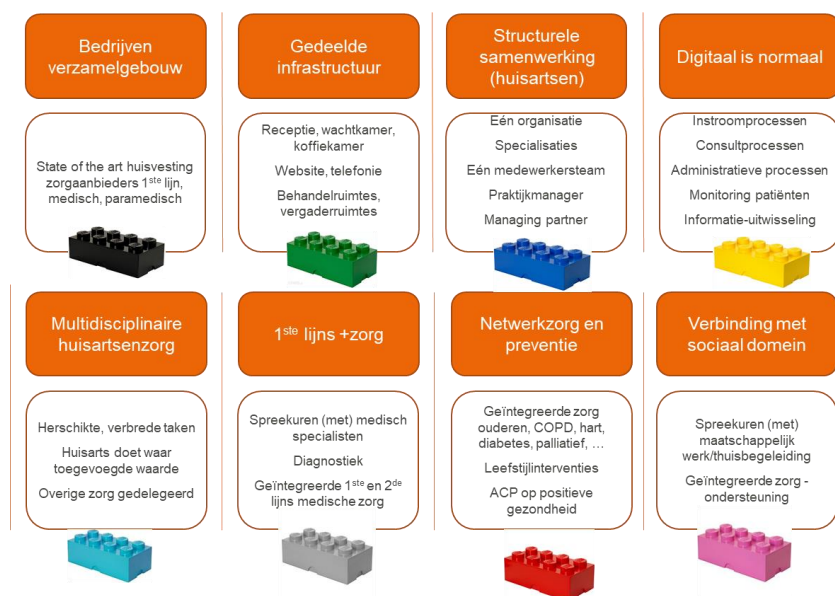 Bedrijven
verzamelgebouw
State of the art huisvesting
zorgaanbieders 1ste lijn,
medisch, paramedisch
Gedeelde
infrastructuur
Receptie, wachtkamer,
koffiekamer
Website, telefonie
Behandelruimtes,
vergaderruimtes
Structurele
samenwerking
(huisartsen)
Eén organisatie
Specialisaties
Eén medewerkersteam
Praktijkmanager
Managing partner
Digitaal is normaal
Instroomprocessen
Consultprocessen
Administratieve processen
Monitoring patiënten
Informatie-uitwisseling
Multidisciplinaire
huisartsenzorg
Herschikte, verbrede taken
Huisarts doet waar
toegevoegde waarde
Overige zorg gedelegeerd
1ste lijns +zorg
Spreekuren (met) medisch
specialisten
Diagnostiek
Geïntegreerde 1ste en 2de
lijns medische zorg
Netwerkzorg en
preventie
Geïntegreerde zorg
ouderen, COPD, hart,
diabetes, palliatief, …
Leefstijlinterventies
ACP op positieve
gezondheid
Verbinding met
sociaal domein
Spreekuren (met)
maatschappelijk
werk/thuisbegeleiding
Geïntegreerde zorg -
ondersteuning